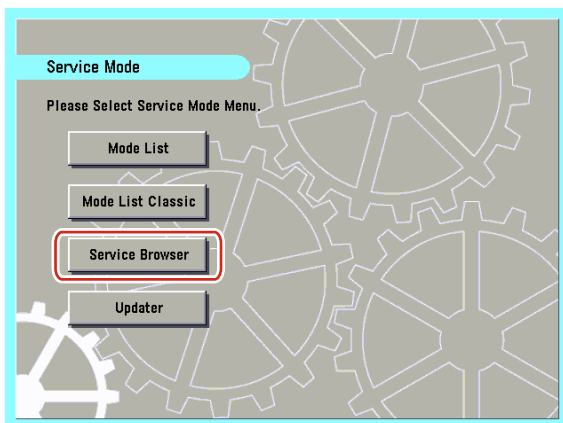 Service Mode
Please Select Service Mode Menu.
Mode List
Mode List Classic
Service Browser
Updater